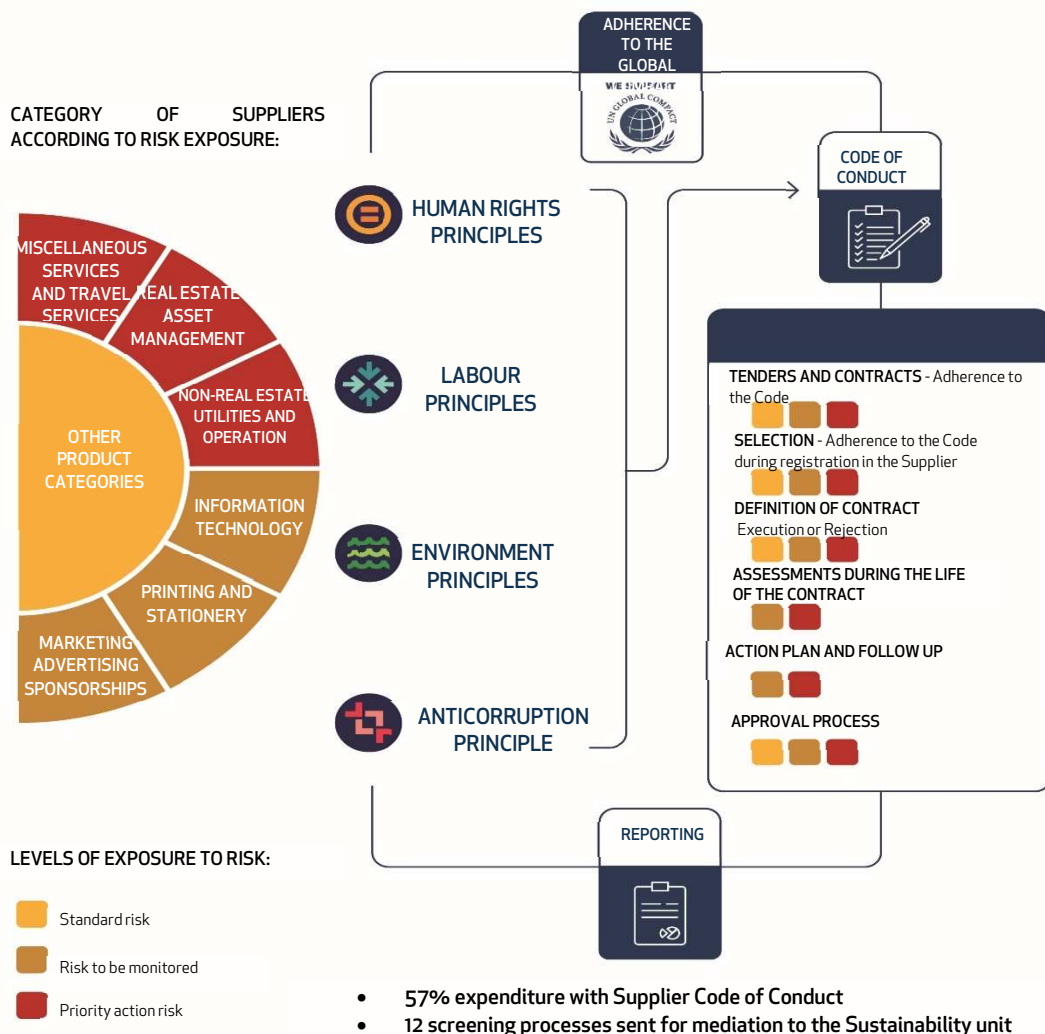 ADHERENCE
TO THE
GLOBAL
WE SUPPORT
UN GLOBAL COMPACT
CATEGORY OF SUPPLIERS
ACCORDING TO RISK EXPOSURE:
CODE OF
CONDUCT
HUMAN RIGHTS
PRINCIPLES
MISCELLANEOUS
SERVICES
AND TRAVEL
SERVICES
REAL ESTATE
ASSET
MANAGEMENT
NON-REAL ESTATE
UTILITIES AND
OPERATION
OTHER
PRODUCT
CATEGORIES
INFORMATION
TECHNOLOGY
PRINTING AND
STATIONERY
MARKETING
ADVERTISING
SPONSORSHIPS
LABOUR
PRINCIPLES
ENVIRONMENT
PRINCIPLES
ANTICORRUPTION
PRINCIPLE
TENDERS AND CONTRACTS - Adherence to
the Code
SELECTION - Adherence to the Code
during registration in the Supplier
DEFINITION OF CONTRACT
Execution or Rejection
ASSESSMENTS DURING THE LIFE
OF THE CONTRACT
ACTION PLAN AND FOLLOW UP
APPROVAL PROCESS
REPORTING
LEVELS OF EXPOSURE TO RISK:
Standard risk
Risk to be monitored
Priority action risk
• 57% expenditure with Supplier Code of Conduct
• 12 screening processes sent for mediation to the Sustainability unit